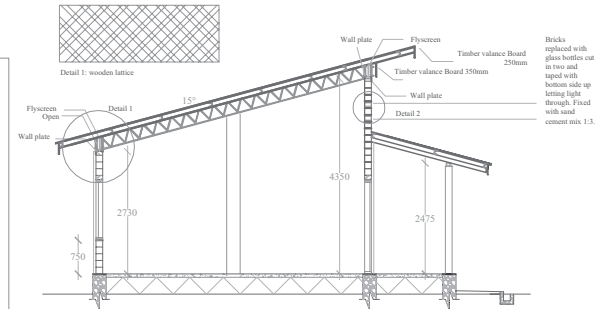 Detail 1: wooden lattice
Wall plate
Flyscreen
Timber valance Board
250mm
Timber valance Board 350mm
Wall plate
Detail 2
Bricks
replaced with
glass bottles cut
in two and
taped with
bottom side up
letting light
through. Fixed
with sand
cement mix 1:3.
15°
Flyscreen
Open
Detail 1
Wall plate
2730
4350
2475
750